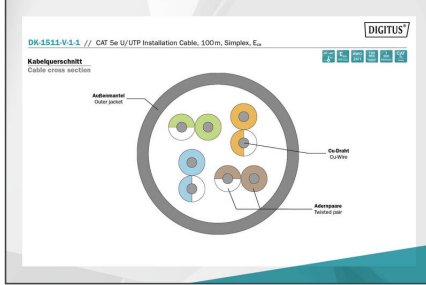 DIGITUS®
DK-1511-V-1-1 // CAT 5e U/UTP Installation Cable, 100 m, Simplex, Eca
Kabelquerschnitt
Cable cross section
Außenmantel
Outer jacket
Cu-Draht
Cu-Wire
Adernpaare
Twisted pair